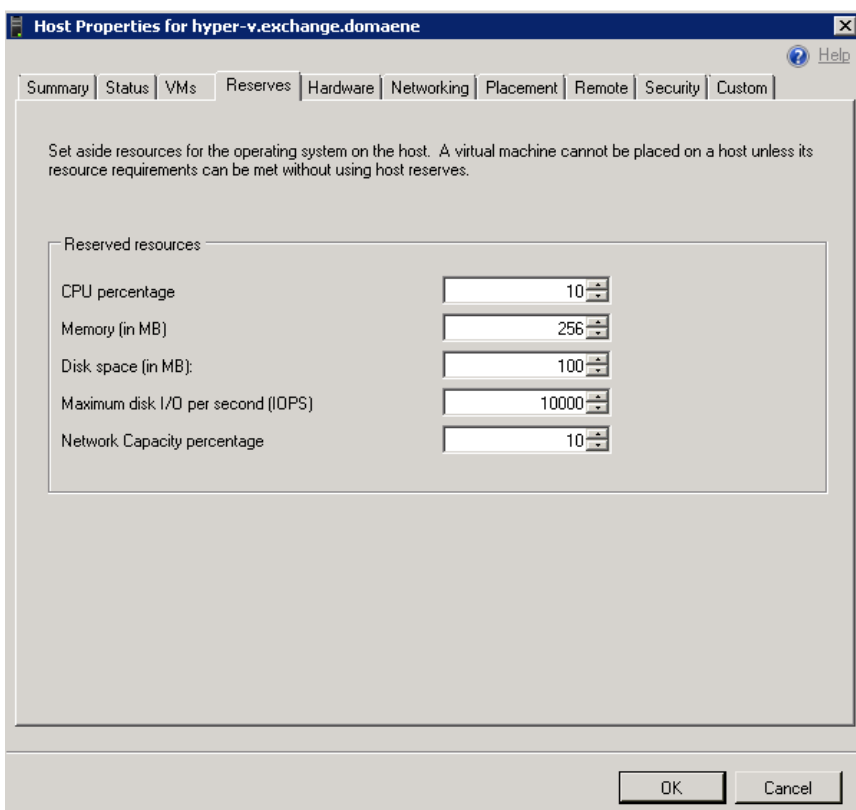 Host Properties for hyper-v.exchange.domaene
Help
Summary Status VMs Reserves Hardware Networking Placement Remote Security Custom
Set aside resources for the operating system on the host. A virtual machine cannot be placed on a host unless its
resource requirements can be met without using host reserves.
Reserved resources
CPU percentage 10
Memory (in MB) 256
Disk space (in MB): 100
Maximum disk I/O per second (IOPS) 10000
Network Capacity percentage 10
OK Cancel